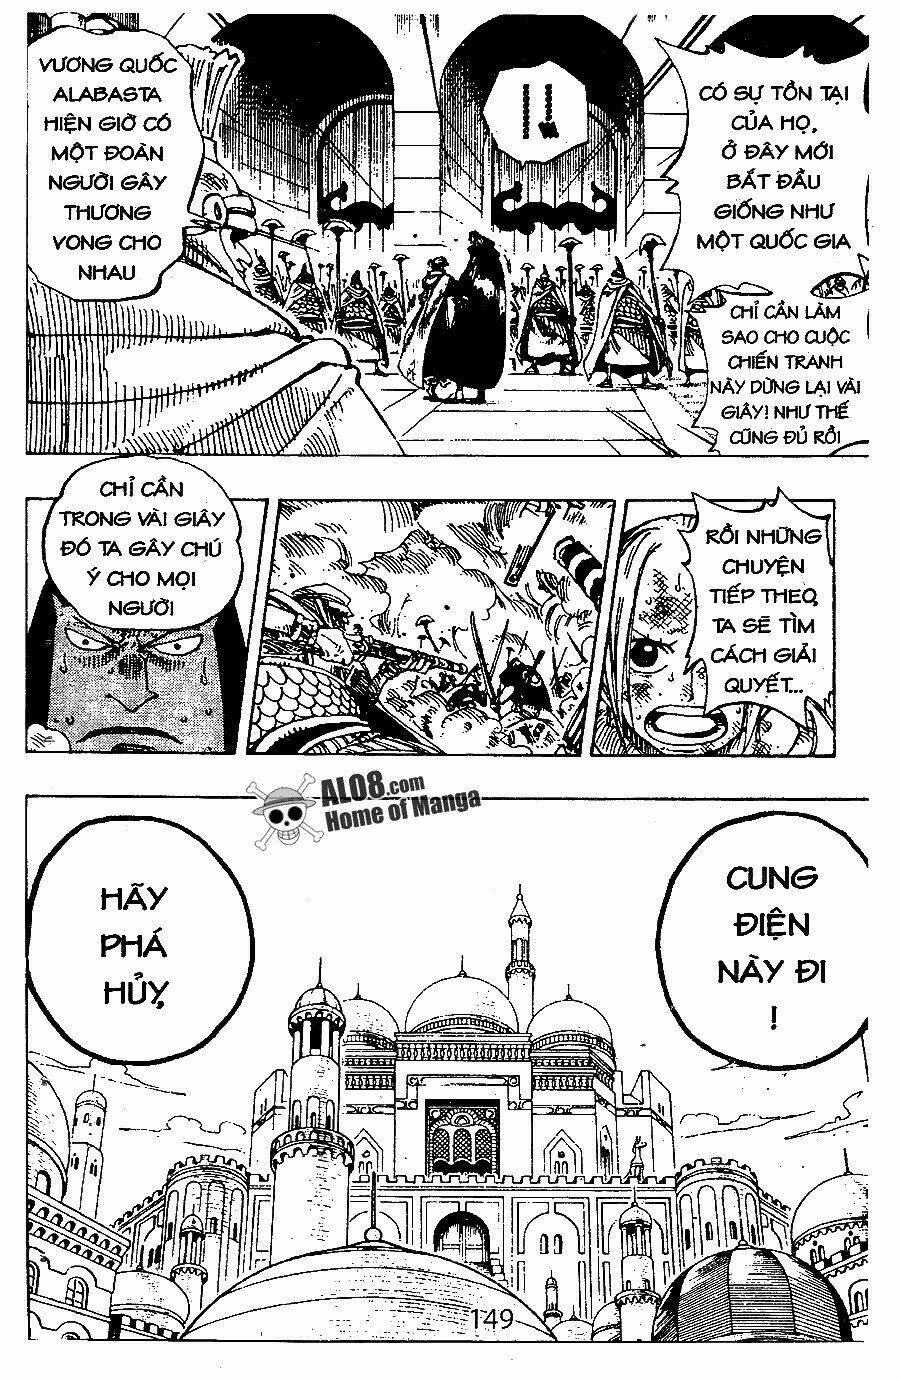 VƯƠNG QUỐC
ALABASTA
HIỆN GIỜ CÓ
MỘT ĐOÀN
NGƯỜI GÂY
THƯƠNG
VONG CHO
NHAU
!!
CÓ SỰ TỒN TẠI
CỦA HỌ,
Ở ĐÂY MỚI
BẮT ĐẦU
GIỐNG NHƯ
MỘT QUỐC GIA
CHỈ CẦN LÀM
SAO CHO CUỘC
CHIẾN TRANH
NÀY DỪNG LẠI VÀI
GIÂY! NHƯ THẾ
CŨNG ĐỦ RỒI
CHỈ CẦN
TRONG VÀI GIÂY
ĐÓ TA GÂY CHÚ
Ý CHO MỌI
NGƯỜI
RỒI NHỮNG
CHUYỆN
TIẾP THEO,
TA SẼ TÌM
CÁCH GIẢI
QUYẾT...
ALO8.com
Home of Manga
HÃY
PHÁ
HỦY,
CUNG
ĐIỆN
NÀY ĐI
!
149